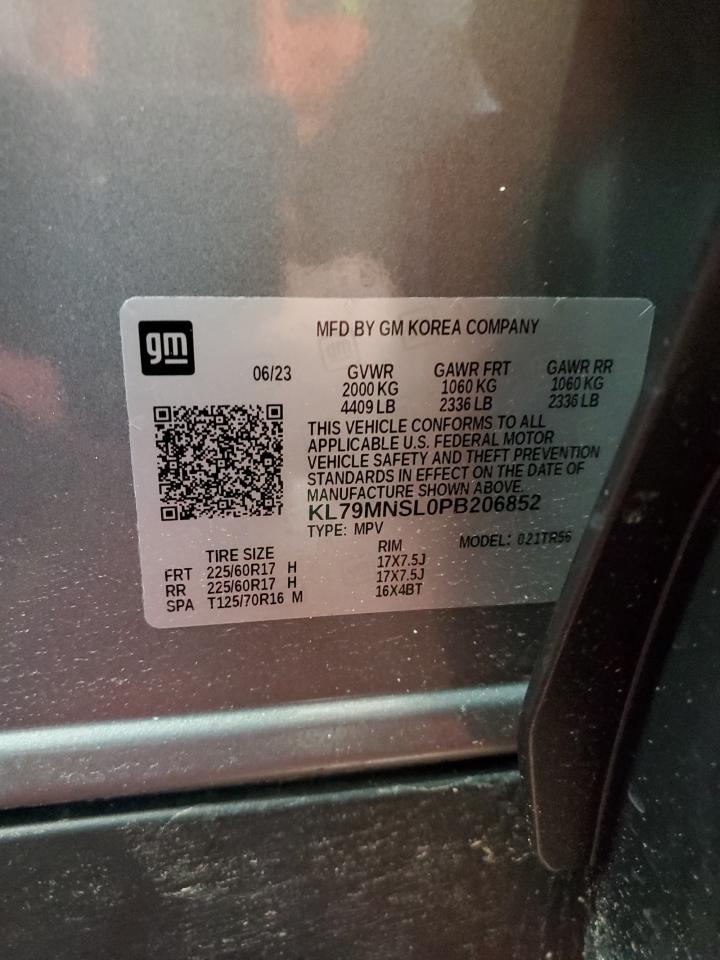 gm
MFD BY GM KOREA COMPANY
06/23 GVWR GAWR FRT GAWR RR
2000 KG 1060 KG 1060 KG
4409 LB 2336 LB 2336 LB
THIS VEHICLE CONFORMS TO ALL
APPLICABLE U.S. FEDERAL MOTOR
VEHICLE SAFETY AND THEFT PREVENTION
STANDARDS IN EFFECT ON THE DATE OF
MANUFACTURE SHOWN ABOVE.
KL79MNSL0PB206852
TYPE: MPV MODEL: 021TR56
TIRE SIZE RIM
FRT 225/60R17 H 17X7.5J
RR 225/60R17 H 17X7.5J
SPA T125/70R16 M 16X4BT